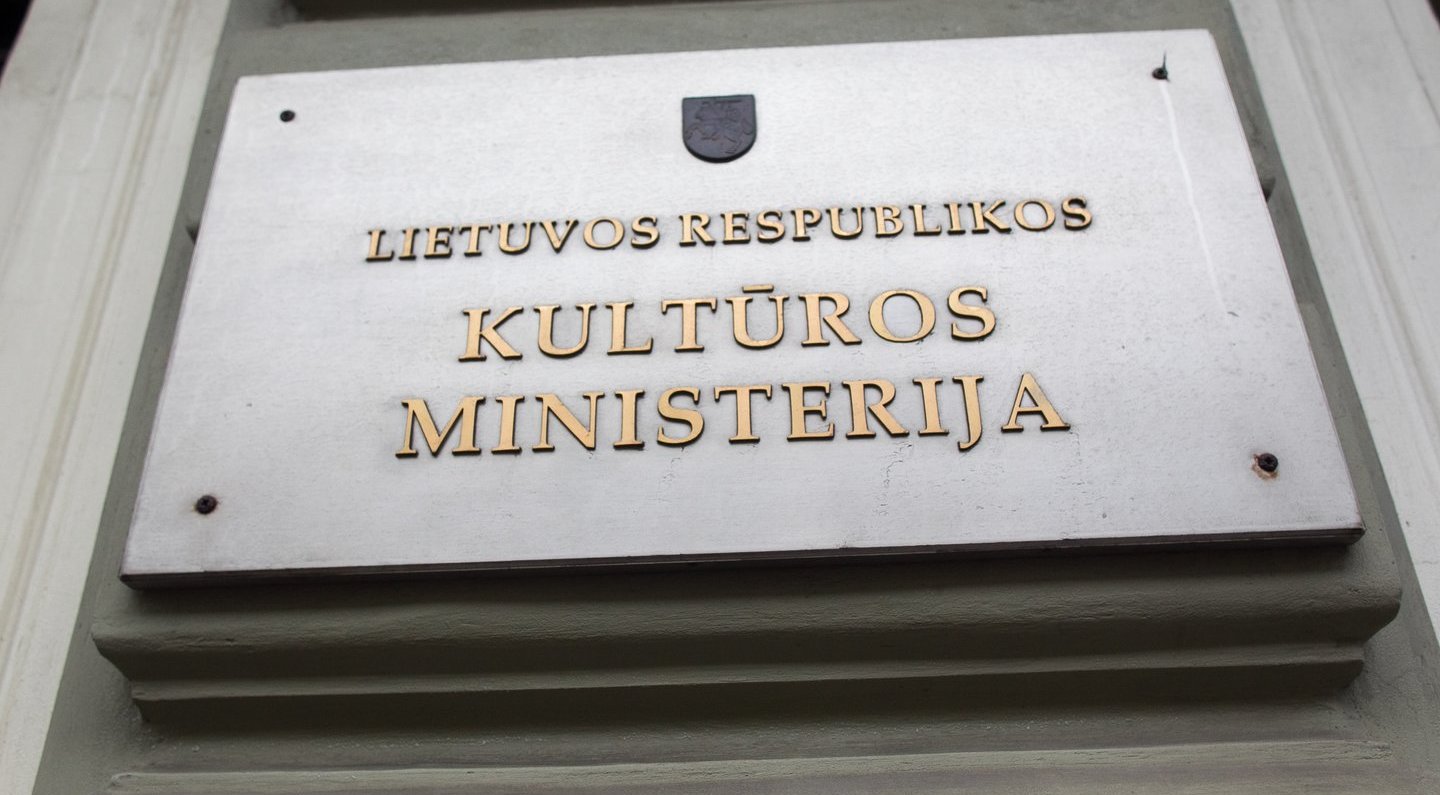 LIETUVOS RESPUBLIKOS
KULTŪROS
MINISTERIJA